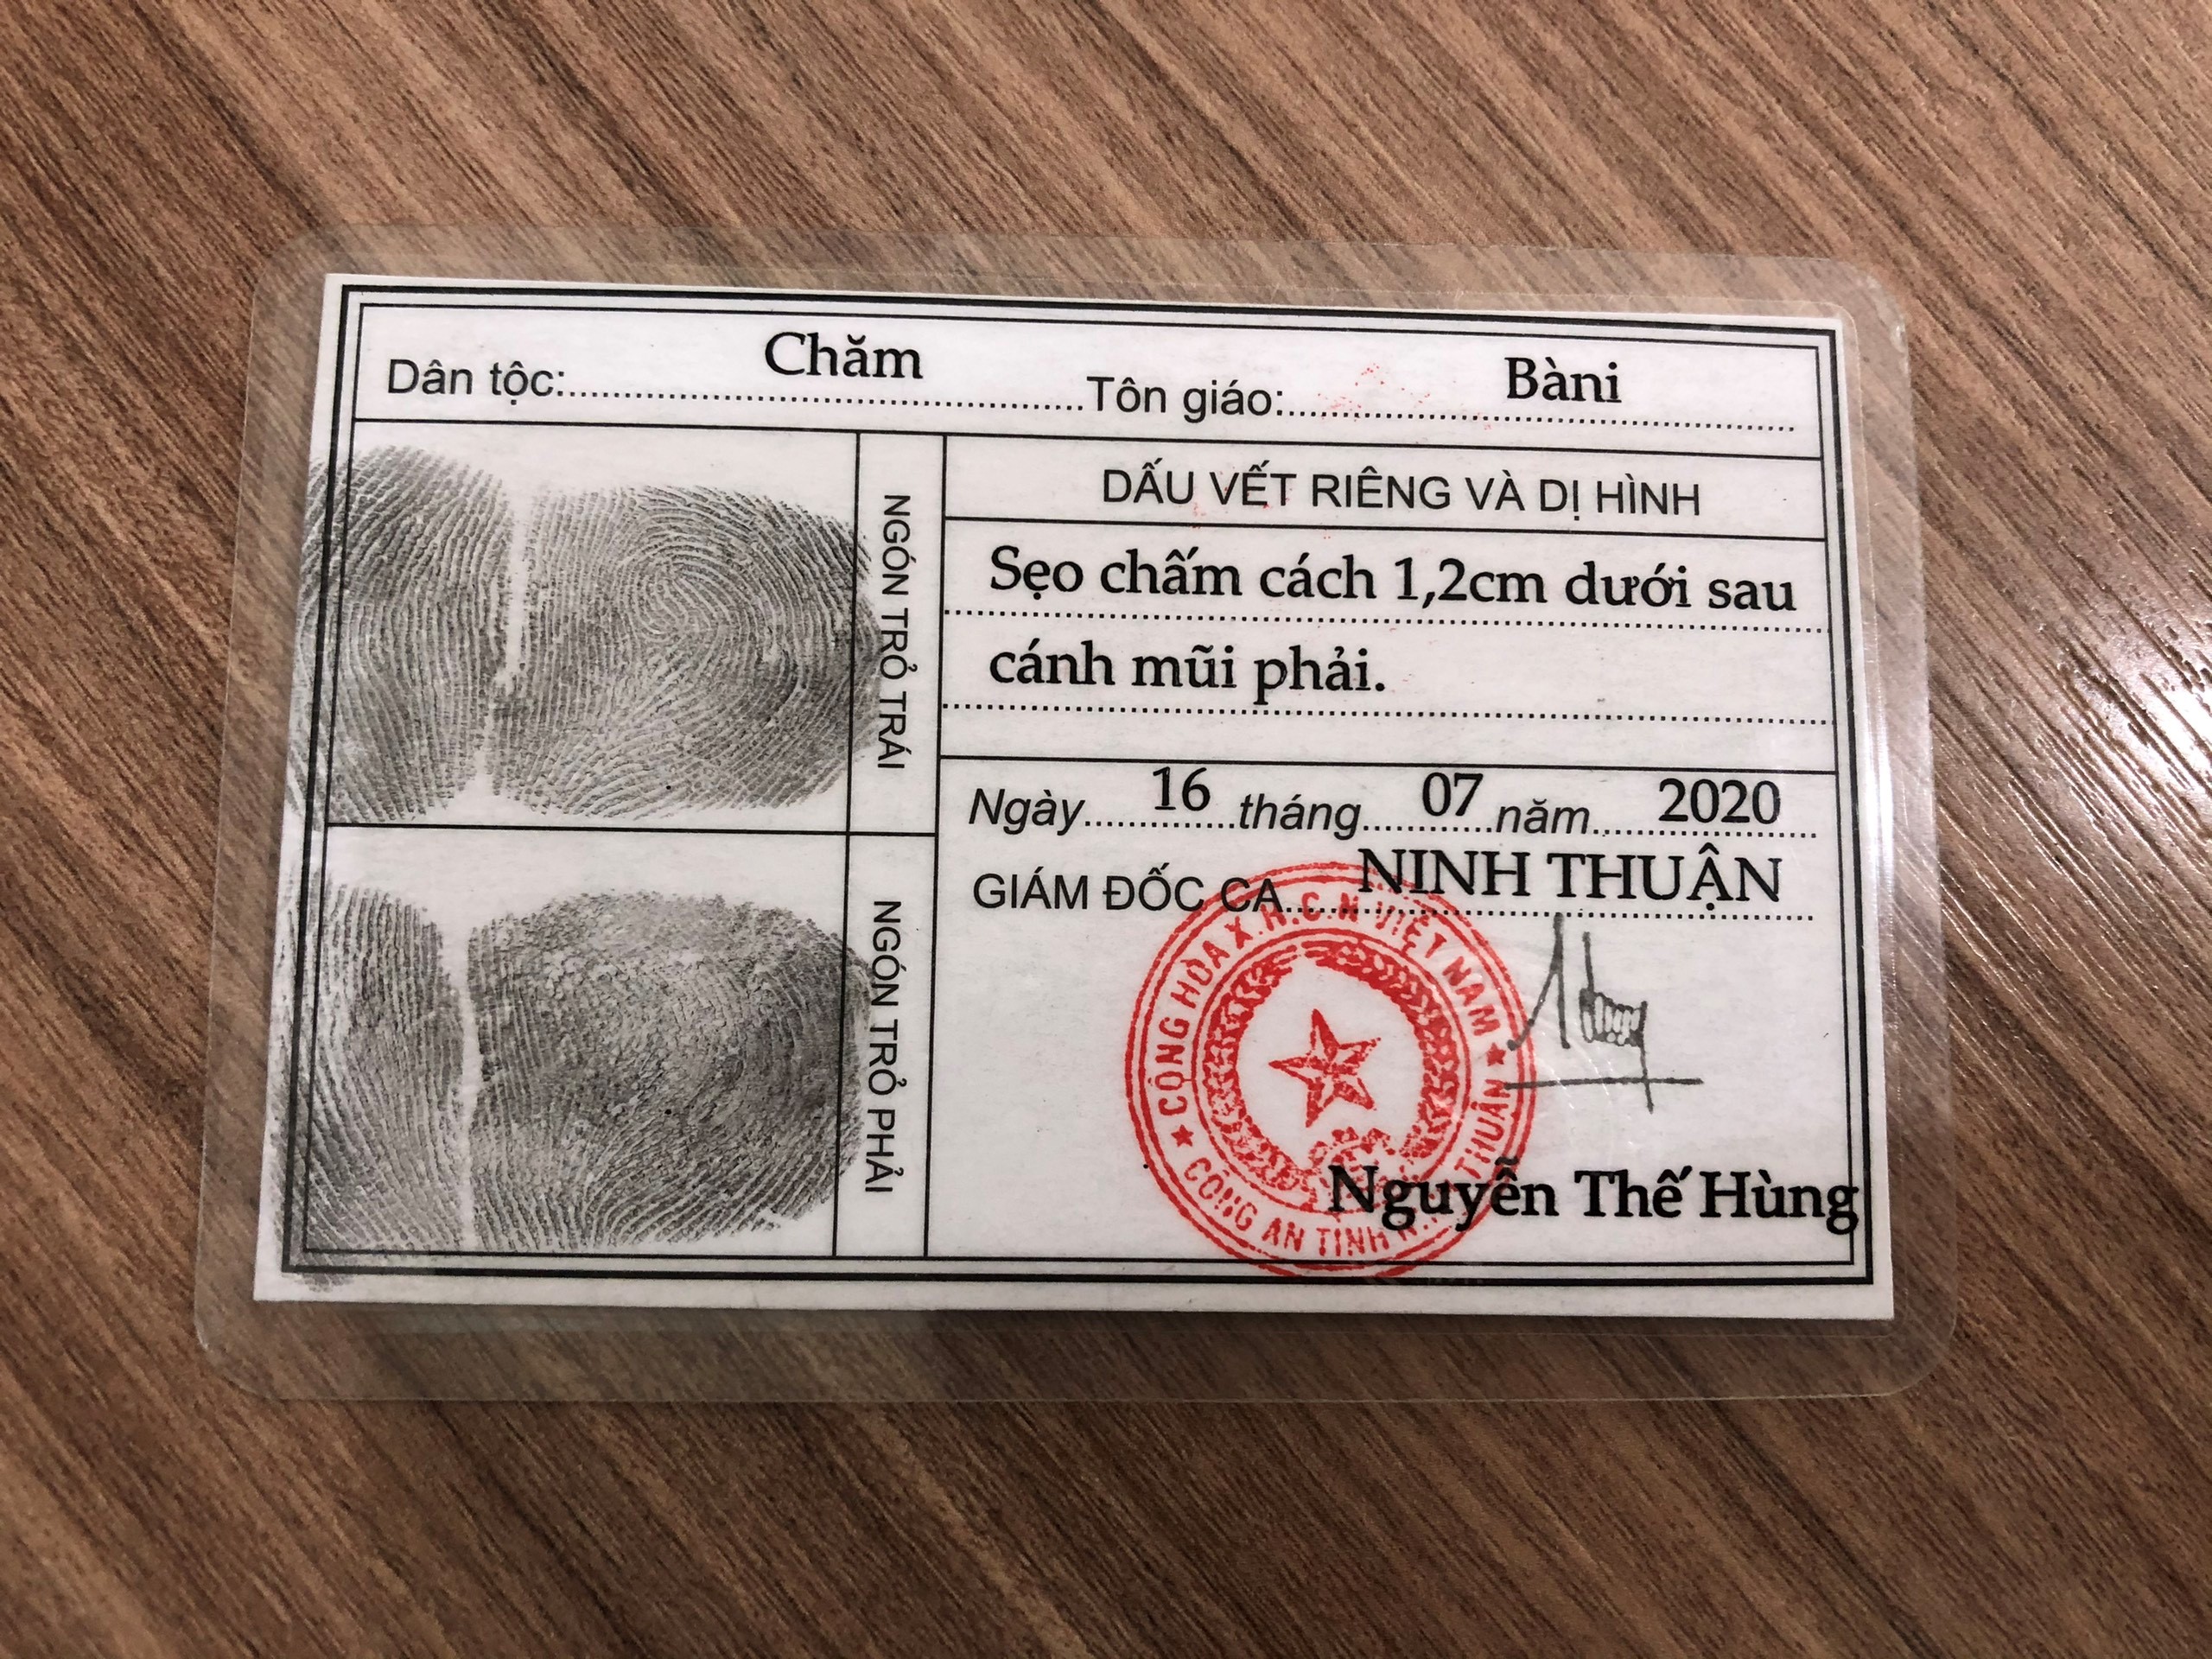 Dân tộc: Chăm Tôn giáo: Bàni
NGÓN TRỎ TRÁI
NGÓN TRỎ PHẢI
DẤU VẾT RIÊNG VÀ DỊ HÌNH
Sẹo chấm cách 1,2cm dưới sau
cánh mũi phải.
Ngày 16 tháng 07 năm 2020
GIÁM ĐỐC CA NINH THUẬN
CỘNG HÒA X.H.C.N VIỆT NAM
CÔNG AN TỈNH THUẬN
Nguyễn Thế Hùng